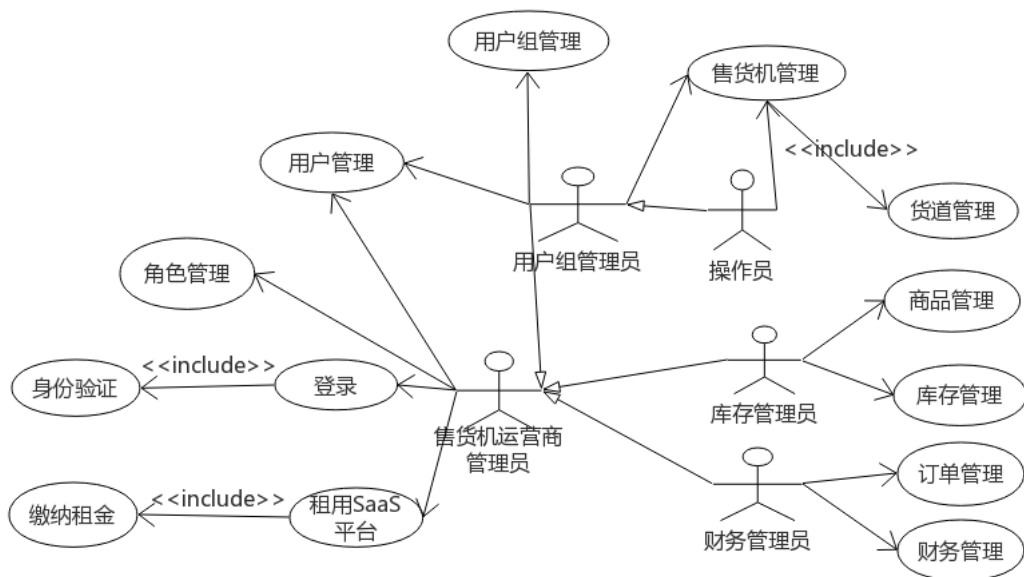 用户组管理
售货机管理
<<include>>
用户管理
货道管理
用户组管理员
操作员
角色管理
商品管理
<<include>>
身份验证
登录
库存管理员
库存管理
售货机运营商
管理员
订单管理
<<include>>
缴纳租金
租用SaaS
平台
财务管理员
财务管理